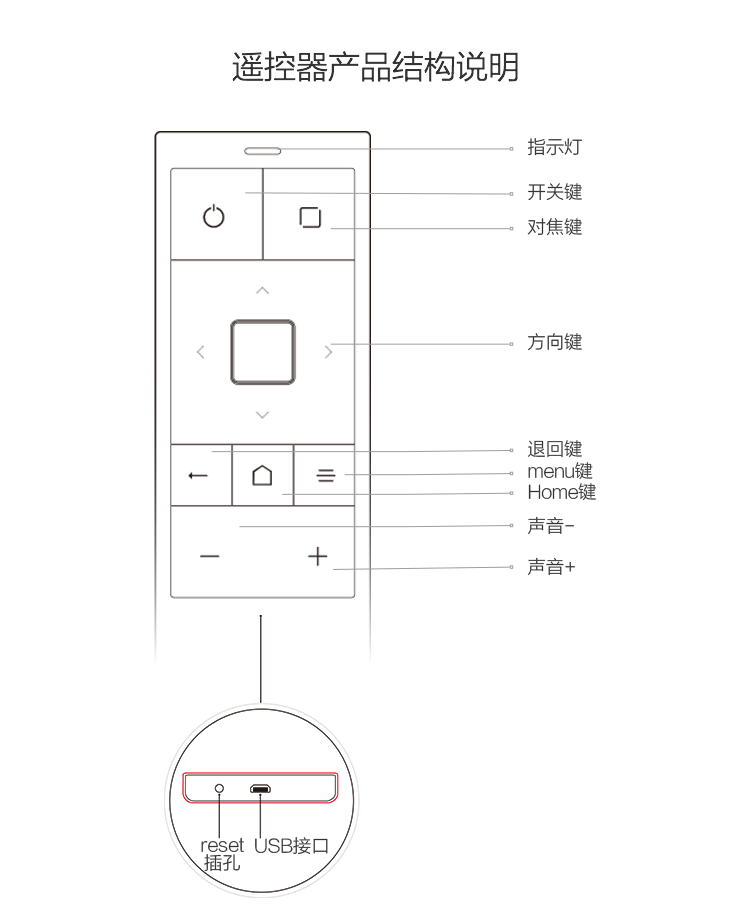 遥控器产品结构说明
指示灯
开关键
对焦键
方向键
退回键
menu键
Home键
声音-
声音+
reset USB接口
插孔